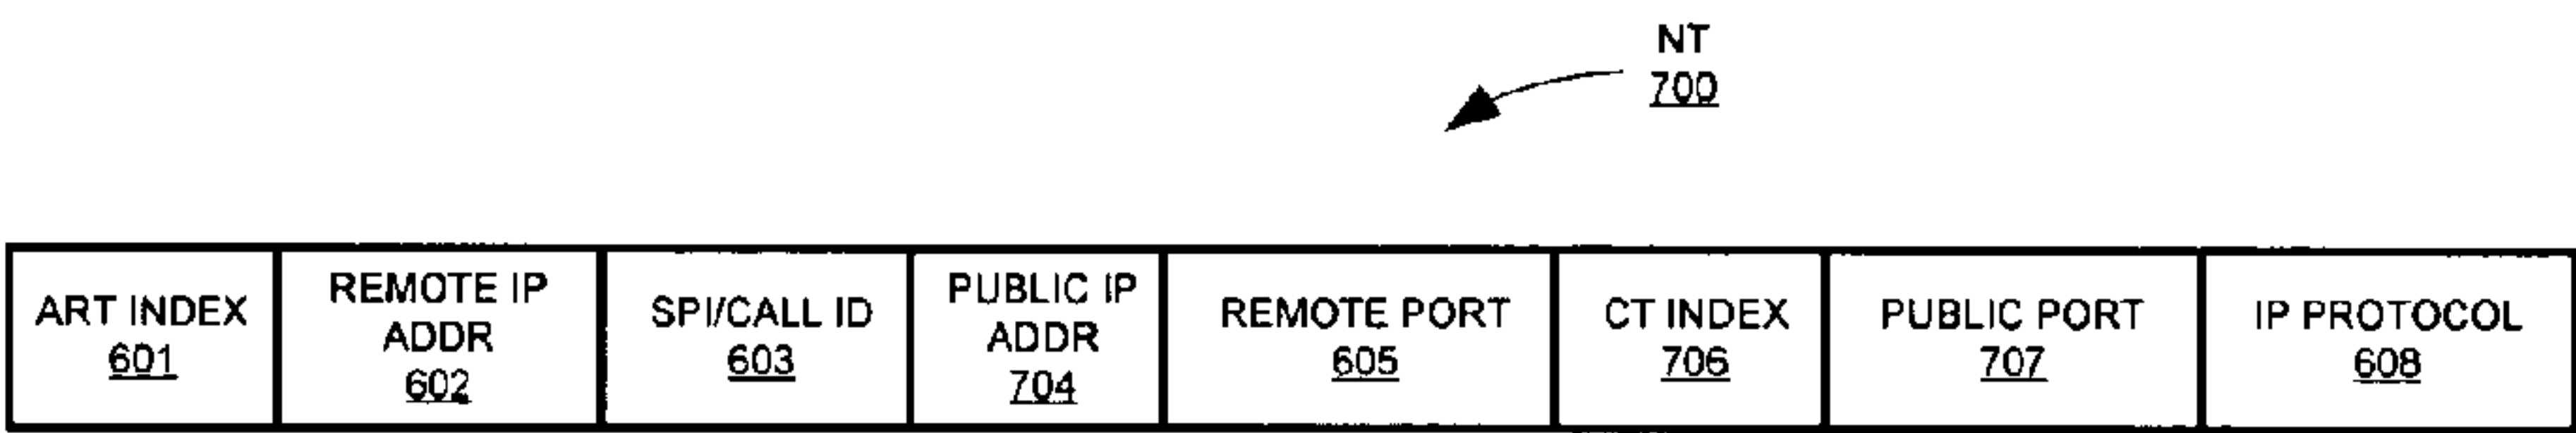 NT
700
ART INDEX
601
REMOTE IP
ADDR
602
SPI/CALL ID
603
PUBLIC IP
ADDR
704
REMOTE PORT
605
CT INDEX
706
PUBLIC PORT
707
IP PROTOCOL
608